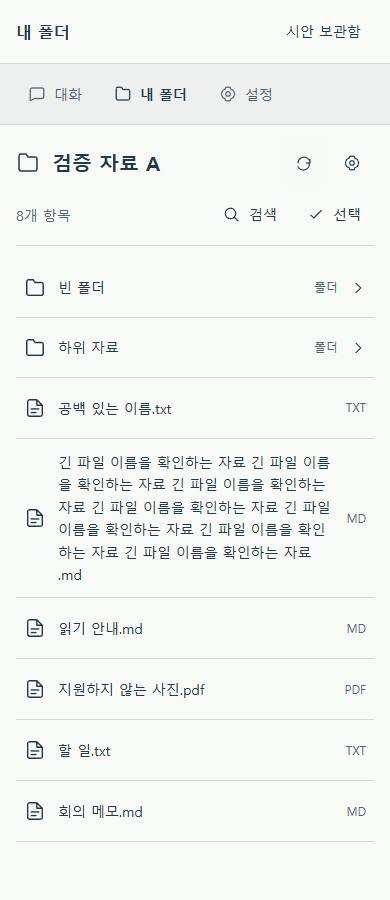 내 폴더
시안 보관함
대화
내 폴더
설정
검증 자료 A
8개 항목
검색
선택
빈 폴더
폴더
하위 자료
폴더
공백 있는 이름.txt
TXT
긴 파일 이름을 확인하는 자료 긴 파일 이름
을 확인하는 자료 긴 파일 이름을 확인하는
자료 긴 파일 이름을 확인하는 자료 긴 파일
이름을 확인하는 자료 긴 파일 이름을 확인
하는 자료 긴 파일 이름을 확인하는 자료
.md
MD
읽기 안내.md
MD
지원하지 않는 사진.pdf
PDF
할 일.txt
TXT
회의 메모.md
MD